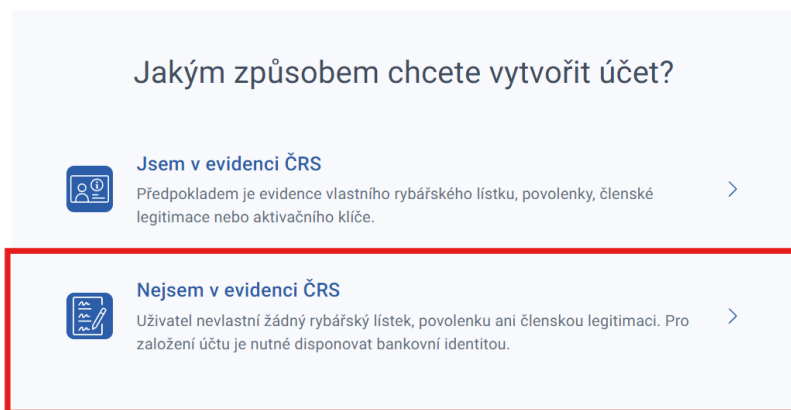 Jakým způsobem chcete vytvořit účet?
Jsem v evidenci ČRS
Předpokladem je evidence vlastního rybářského lístku, povolenky, členské
legitimace nebo aktivačního klíče.
Nejsem v evidenci ČRS
Uživatel nevlastní žádný rybářský lístek, povolenku ani členskou legitimaci. Pro
založení účtu je nutné disponovat bankovní identitou.